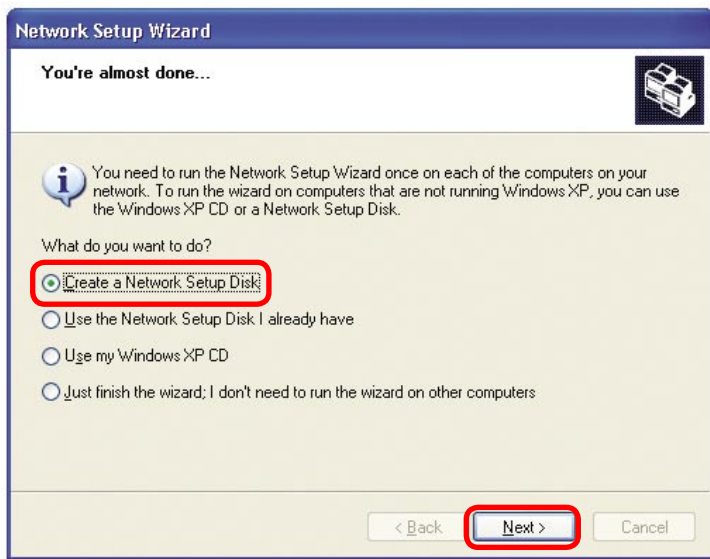 Network Setup Wizard
You're almost done...
You need to run the Network Setup Wizard once on each of the computers on your
network. To run the wizard on computers that are not running Windows XP, you can use
the Windows XP CD or a Network Setup Disk.
What do you want to do?
Create a Network Setup Disk
Use the Network Setup Disk I already have
Use my Windows XP CD
Just finish the wizard; I don't need to run the wizard on other computers
< Back Next > Cancel